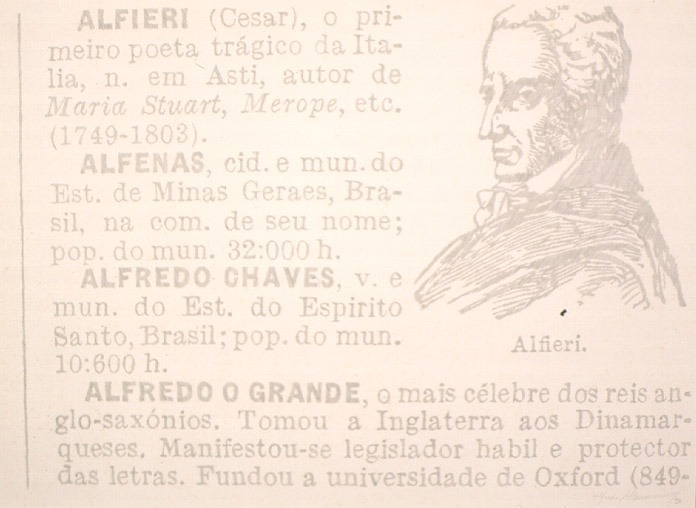 ALFIERI (Cesar), o pri-
meiro poeta trágico da Ita-
lia, n. em Asti, autor de
Maria Stuart, Merope, etc.
(1749-1803).
ALFENAS, cid. e mun. do
Est. de Minas Geraes, Bra-
sil, na com. de seu nome;
pop. do mun. 32:000 h.
ALFREDO CHAVES, v. e
mun. do Est. do Espirito
Santo, Brasil; pop. do mun.
10:600 h.
Alfieri.
ALFREDO O GRANDE, o mais célebre dos reis an-
glo-saxónios. Tomou a Inglaterra aos Dinamar-
queses. Manifestou-se legislador habil e protector
das letras. Fundou a universidade de Oxford (849-